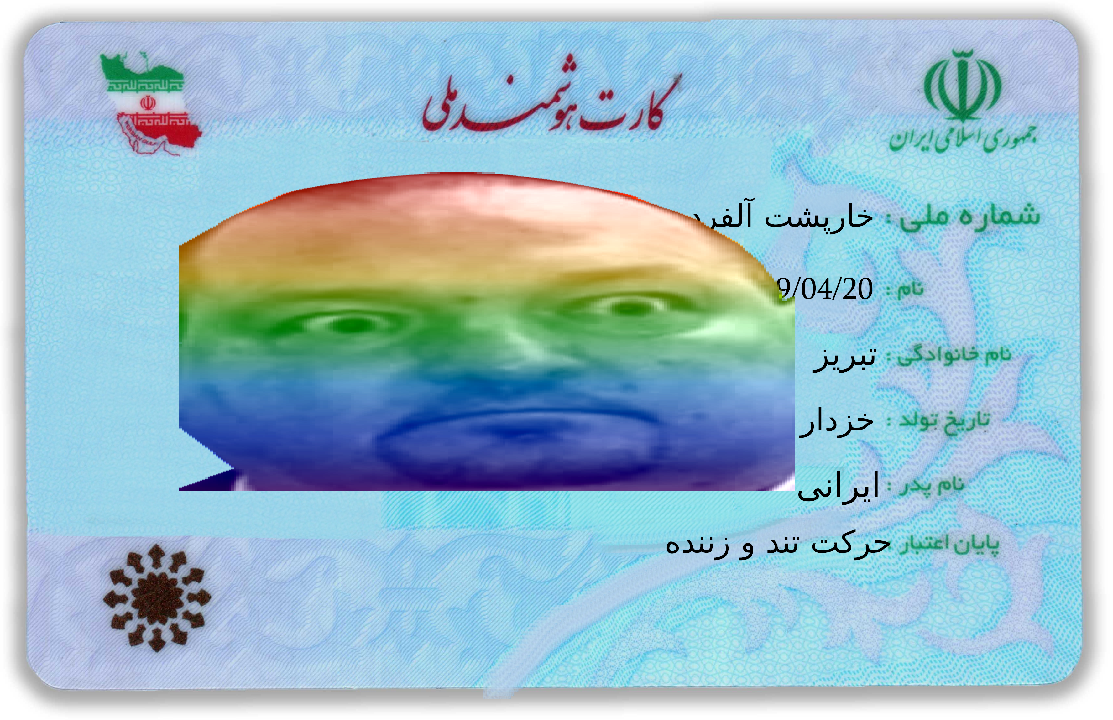 کارت هوشمند ملی
جمهوری اسلامی ایران
شماره ملی : خارپشت آلفرد
نام : 9/04/20
نام خانوادگی : تبریز
تاریخ تولد : خزدار
نام پدر : ایرانی
پایان اعتبار حرکت تند و زننده